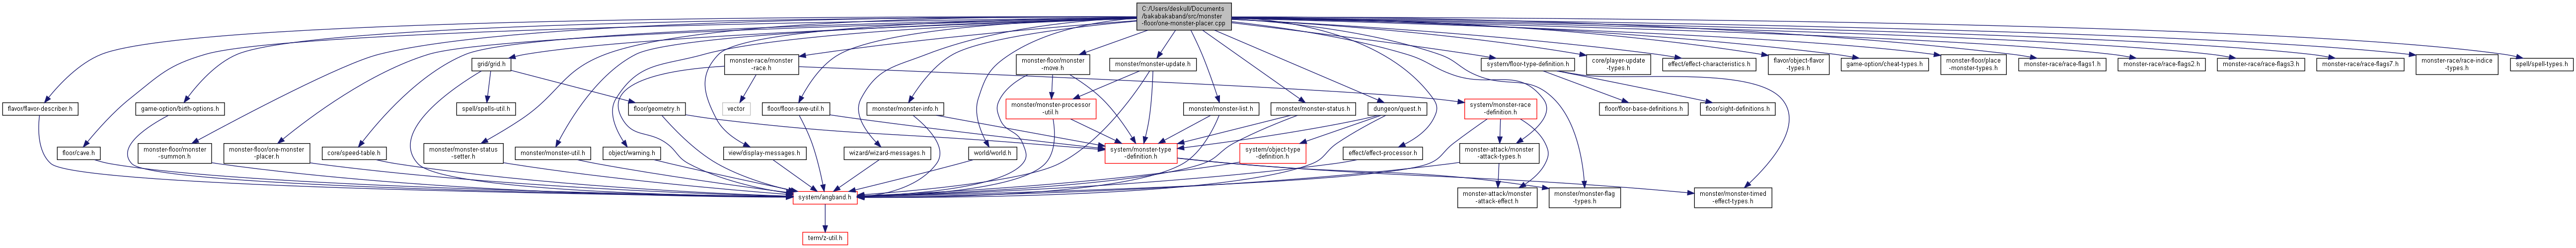 C:/Users/deskull/Documents
/bakabakaband/src/monster
-floor/one-monster-placer.cpp
grid/grid.h
monster-race/monster
-race.h
monster-floor/monster
-move.h
monster/monster-update.h
system/floor-type-definition.h
core/player-update
-types.h
effect/effect-characteristics.h
flavor/object-flavor
-types.h
game-option/cheat-types.h
monster-floor/place
-monster-types.h
monster-race/race-flags1.h
monster-race/race-flags2.h
monster-race/race-flags3.h
monster-race/race-flags7.h
monster-race/race-indice
-types.h
spell/spell-types.h
flavor/flavor-describer.h
game-option/birth-options.h
spell/spells-util.h
floor/geometry.h
vector
floor/floor-save-util.h
monster/monster-info.h
monster/monster-processor
-util.h
monster/monster-list.h
monster/monster-status.h
dungeon/quest.h
system/monster-race
-definition.h
floor/floor-base-definitions.h
floor/sight-definitions.h
floor/cave.h
monster-floor/monster
-summon.h
monster-floor/one-monster
-placer.h
core/speed-table.h
monster/monster-status
-setter.h
monster/monster-util.h
object/warning.h
view/display-messages.h
wizard/wizard-messages.h
world/world.h
system/monster-type
-definition.h
system/object-type
-definition.h
effect/effect-processor.h
monster-attack/monster
-attack-types.h
system/angband.h
monster-attack/monster
-attack-effect.h
monster/monster-flag
-types.h
monster/monster-timed
-effect-types.h
term/z-util.h